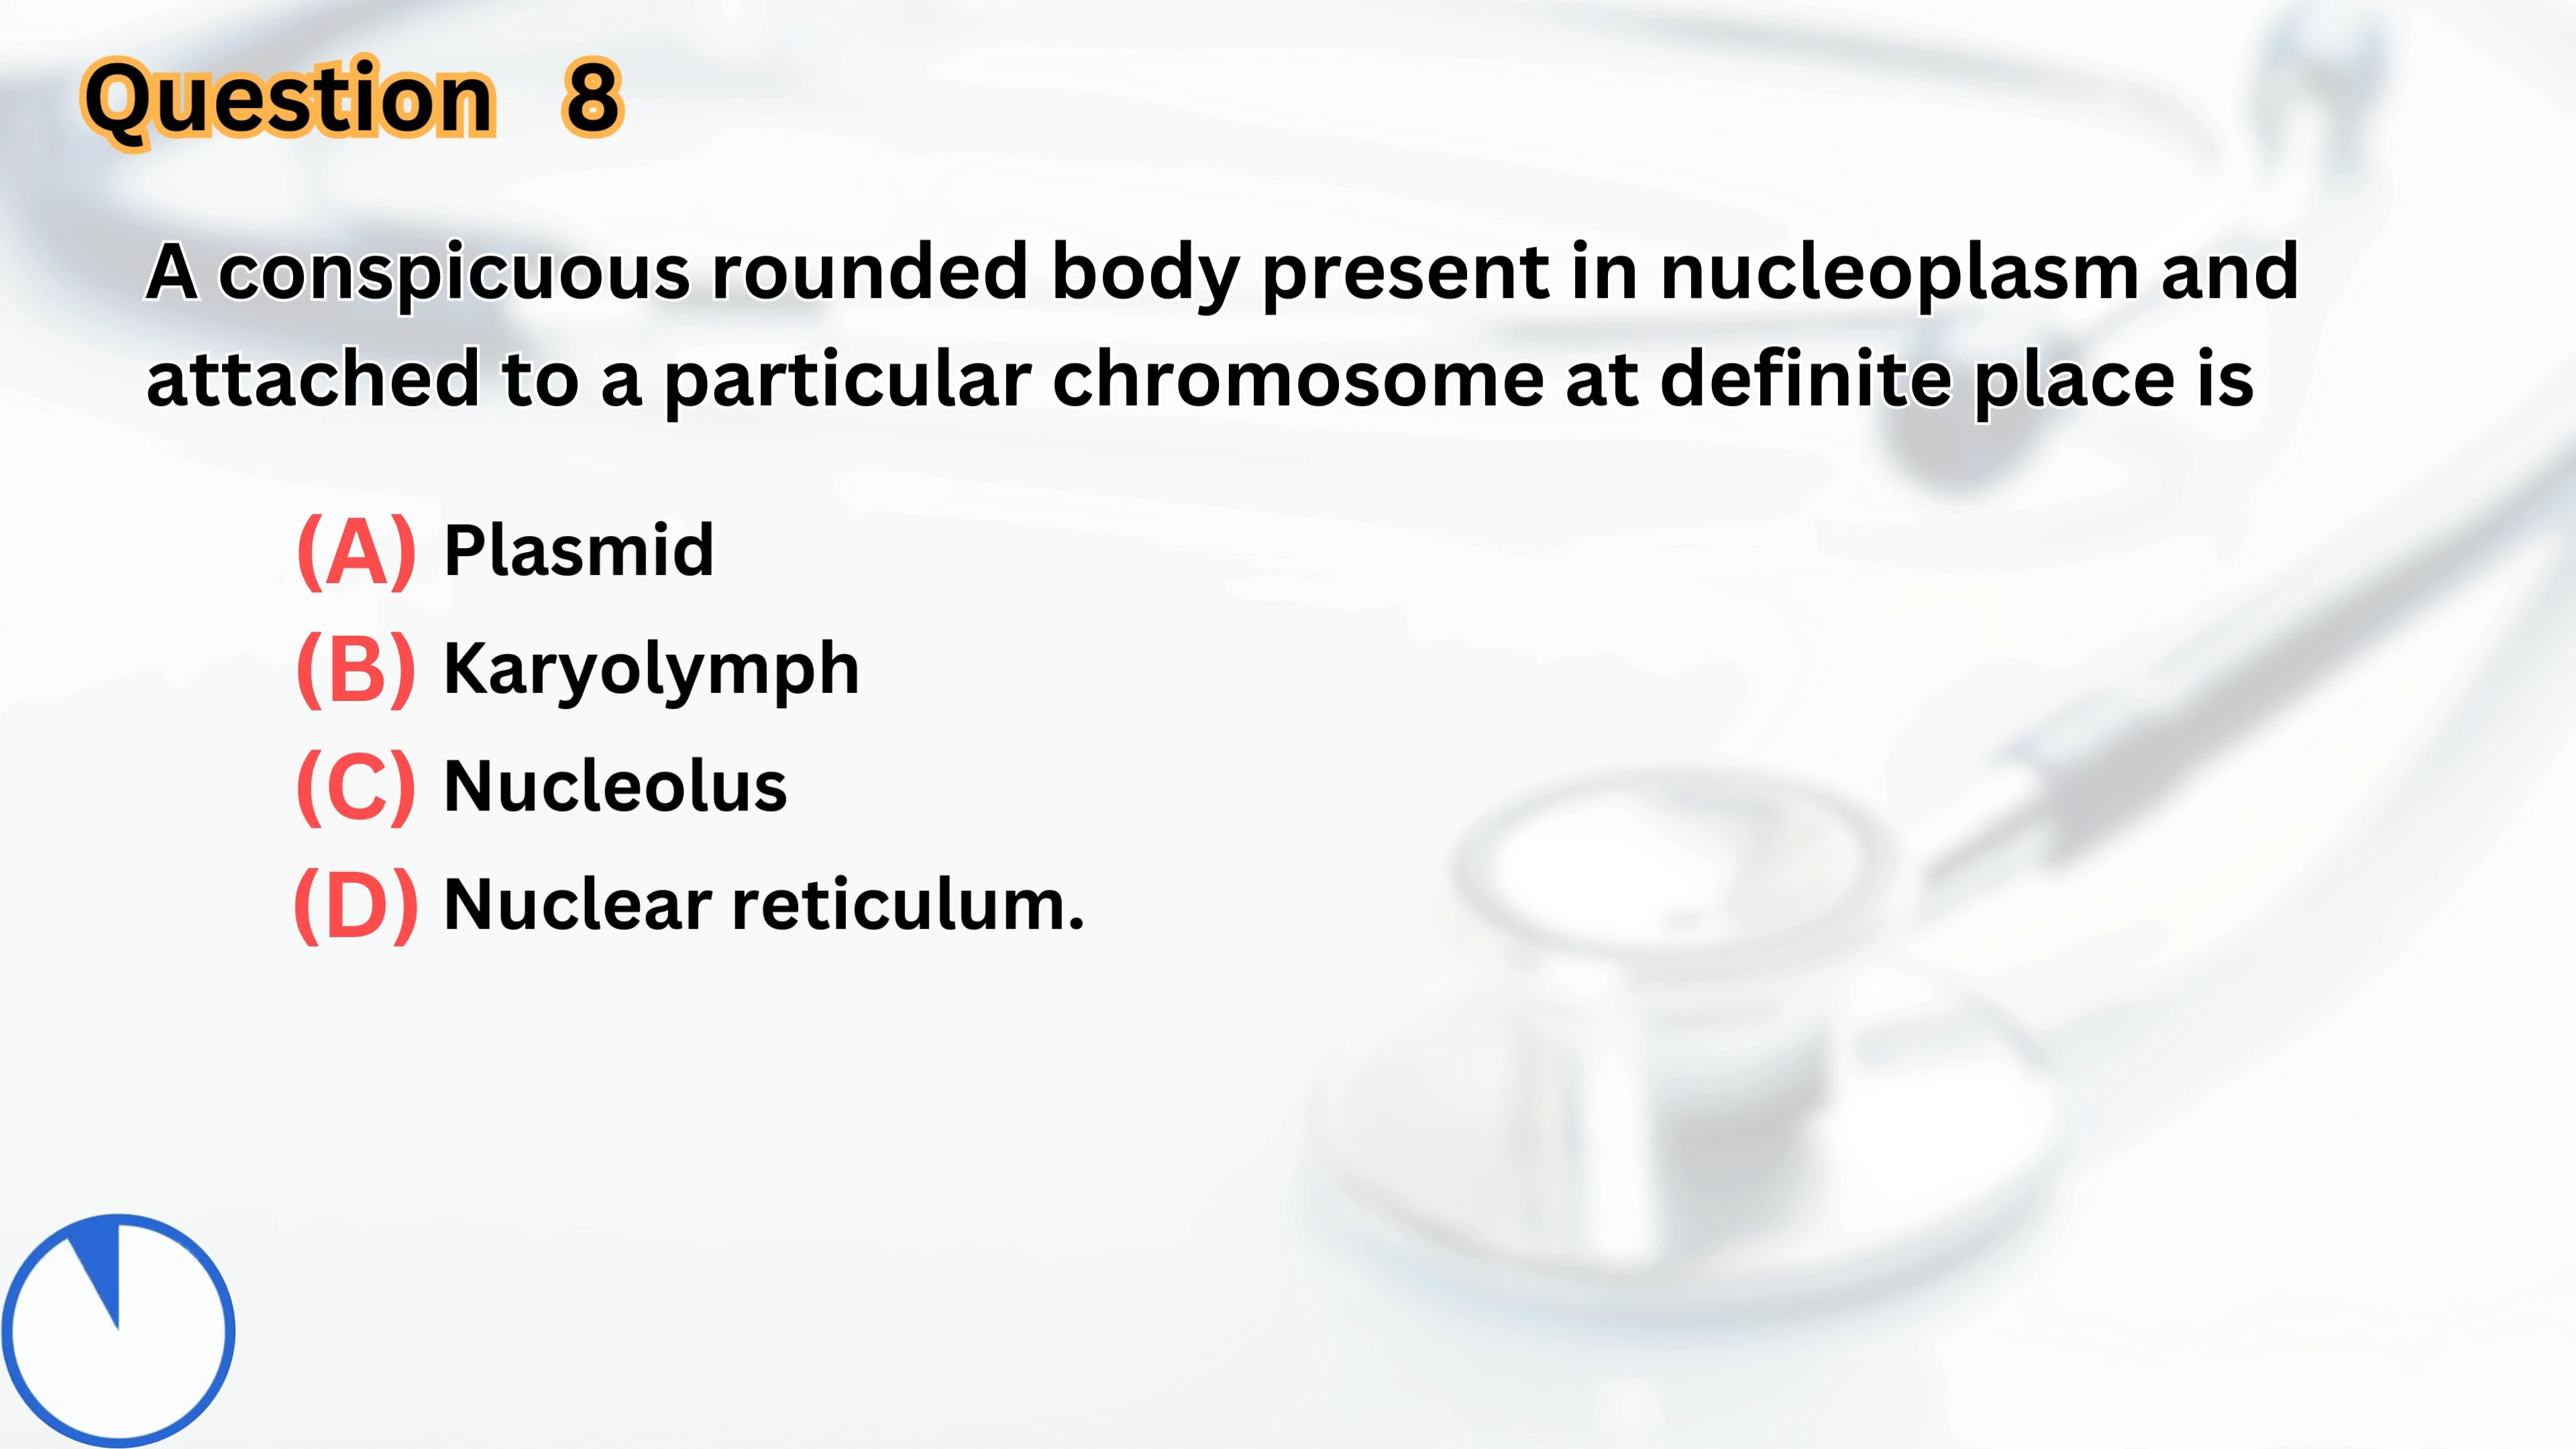 Question 8
A conspicuous rounded body present in nucleoplasm and
attached to a particular chromosome at definite place is
(A) Plasmid
(B) Karyolymph
(C) Nucleolus
(D) Nuclear reticulum.